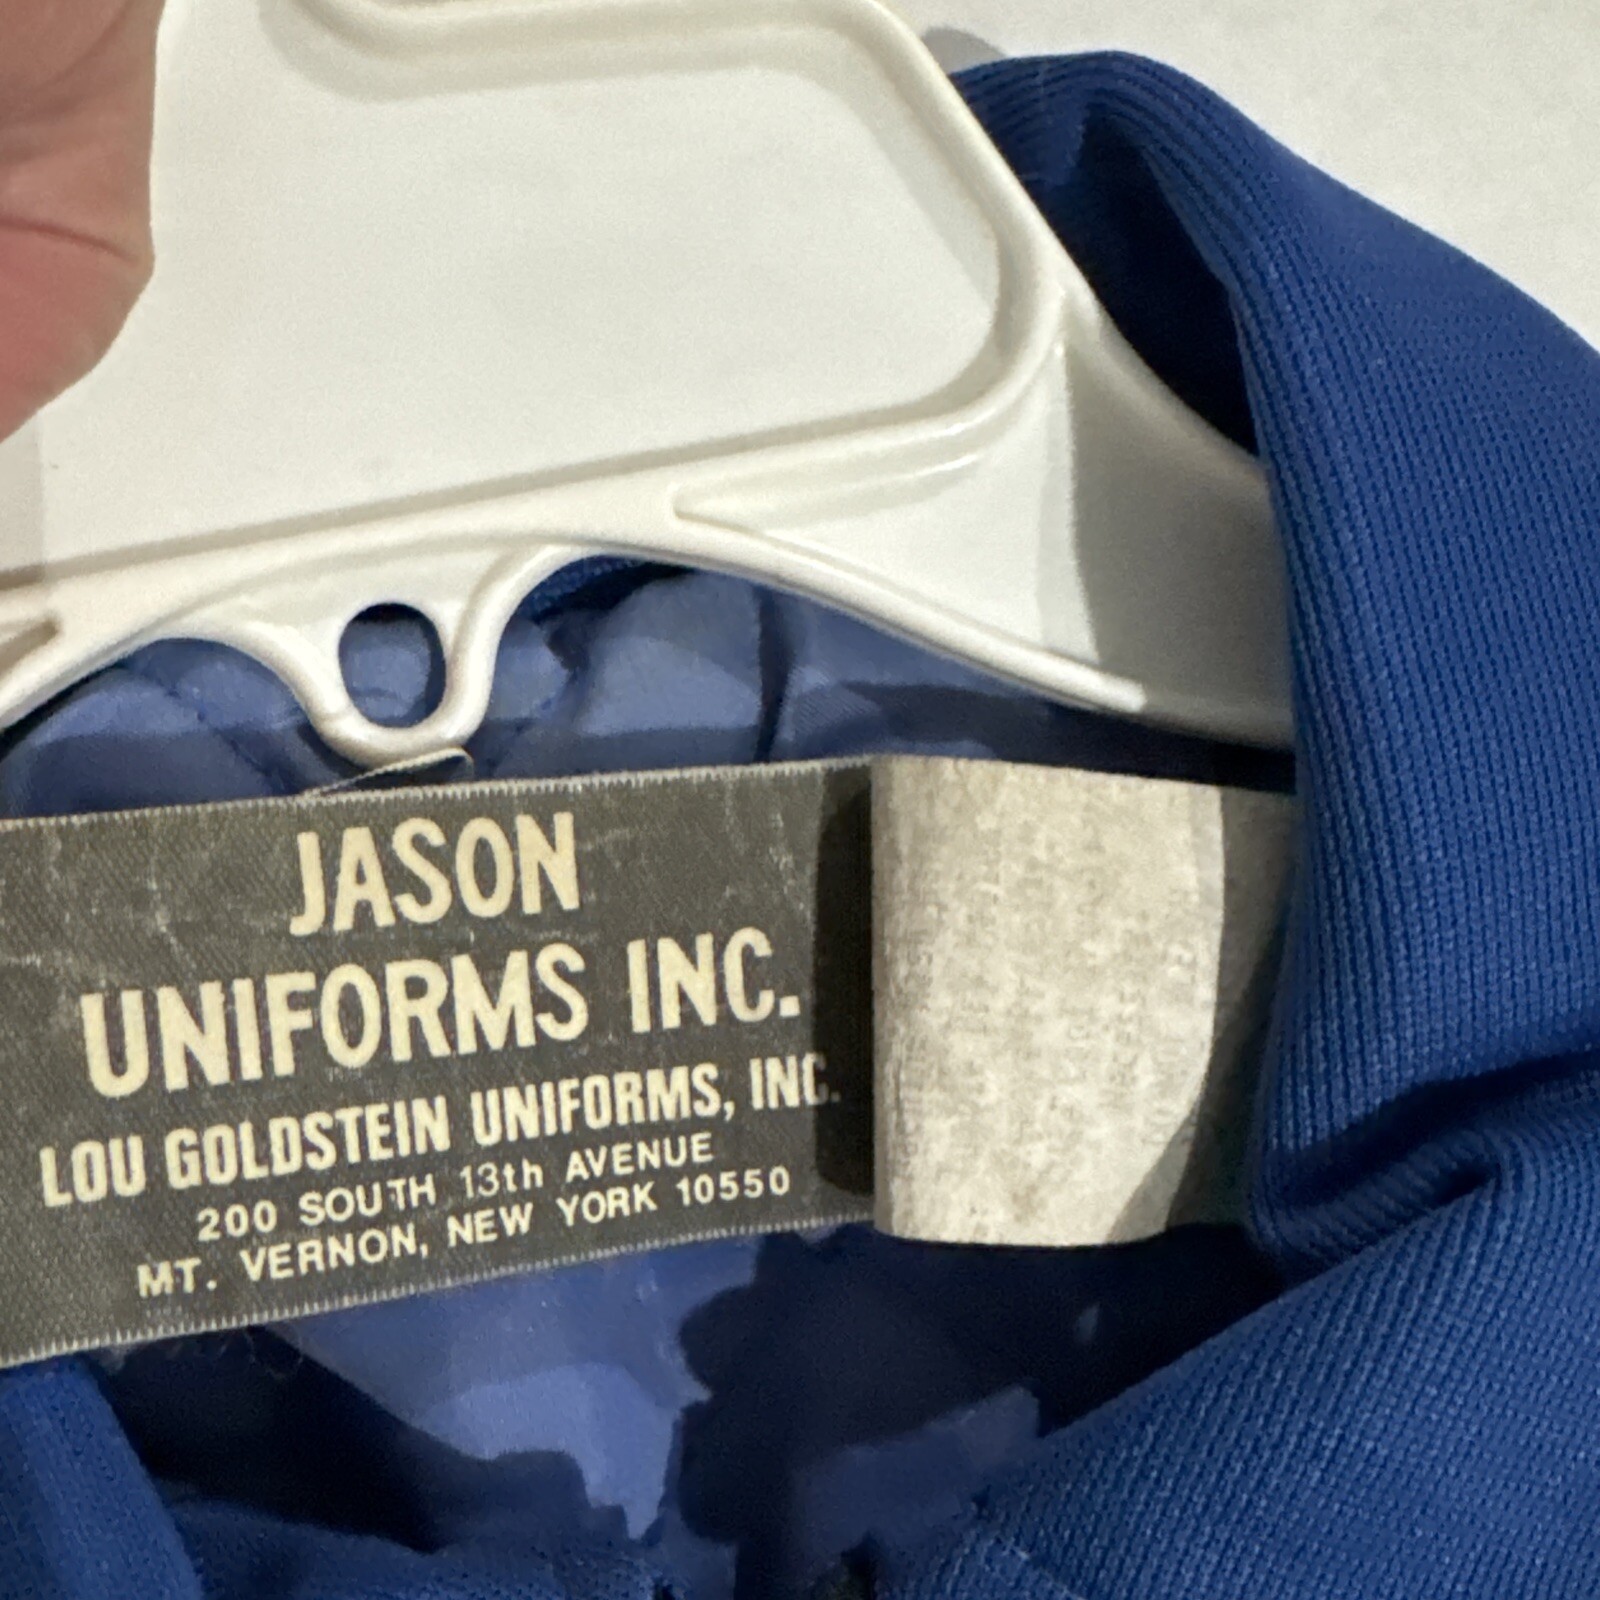 JASON
UNIFORMS INC.
LOU GOLDSTEIN UNIFORMS, INC.
200 SOUTH 13th AVENUE
MT. VERNON, NEW YORK 10550